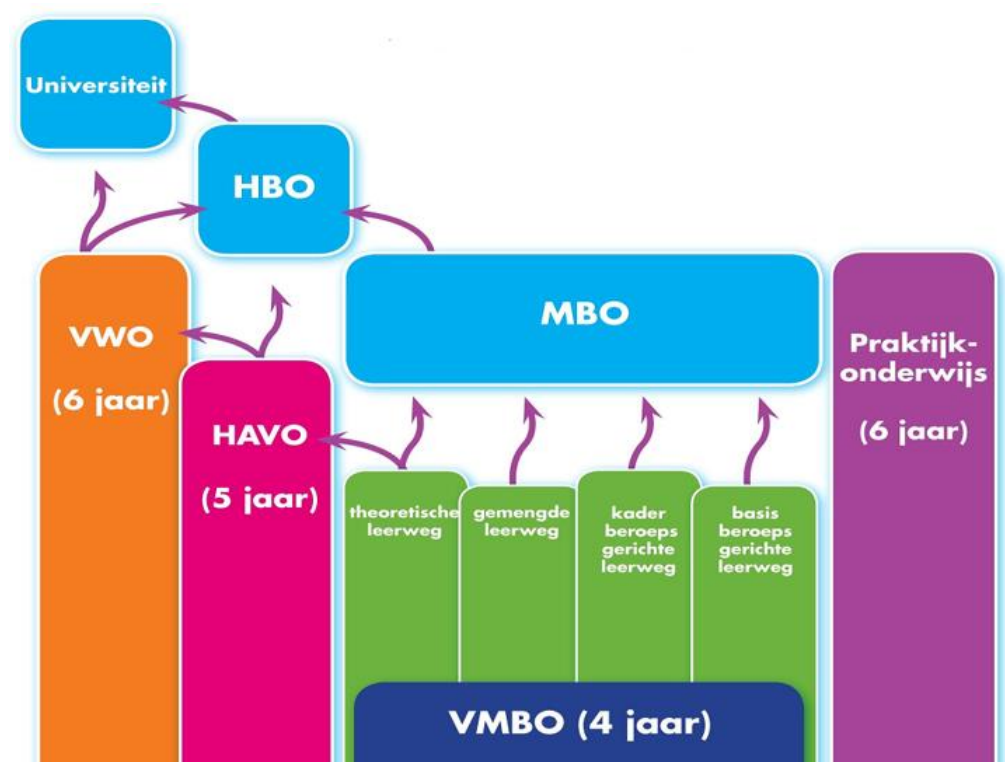 Universiteit
HBO
MBO
VWO
(6 jaar)
HAVO
(5 jaar)
theoretische
leerweg
gemengde
leerweg
kader
beroeps
gerichte
leerweg
basis
beroeps
gerichte
leerweg
Praktijk-
onderwijs
(6 jaar)
VMBO (4 jaar)